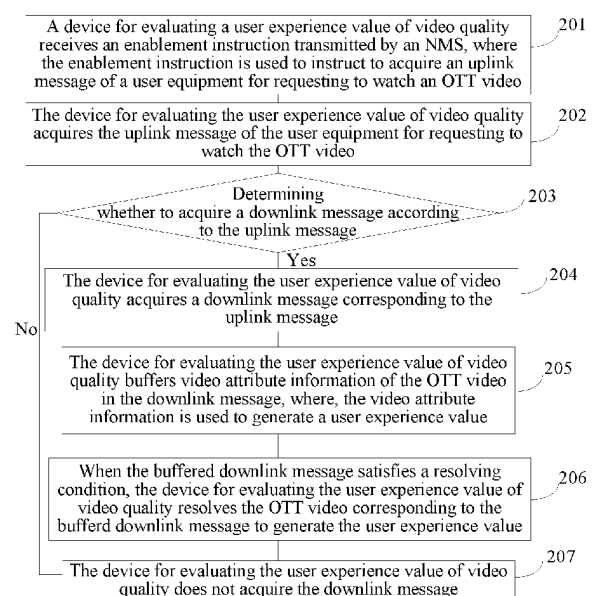 A device for evaluating a user experience value of video quality
receives an enablement instruction transmitted by an NMS, where
the enablement instruction is used to instruct to acquire an uplink
message of a user equipment for requesting to watch an OTT video
201
The device for evaluating the user experience value of video quality
acquires the uplink message of the user equipment for requesting to
watch the OTT video
202
Determining
whether to acquire a downlink message according
to the uplink message
203
Yes
The device for evaluating the user experience value of video
quality acquires a downlink message corresponding to the
uplink message
204
No
The device for evaluating the user experience value of video
quality buffers video attribute information of the OTT video
in the downlink message, where, the video attribute
information is used to generate a user experience value
205
When the buffered downlink message satisfies a resolving
condition, the device for evaluating the user experience value of
video quality resolves the OTT video corresponding to the
bufferd downlink message to generate the user experience value
206
The device for evaluating the user experience value of video
quality does not acquire the downlink message
207